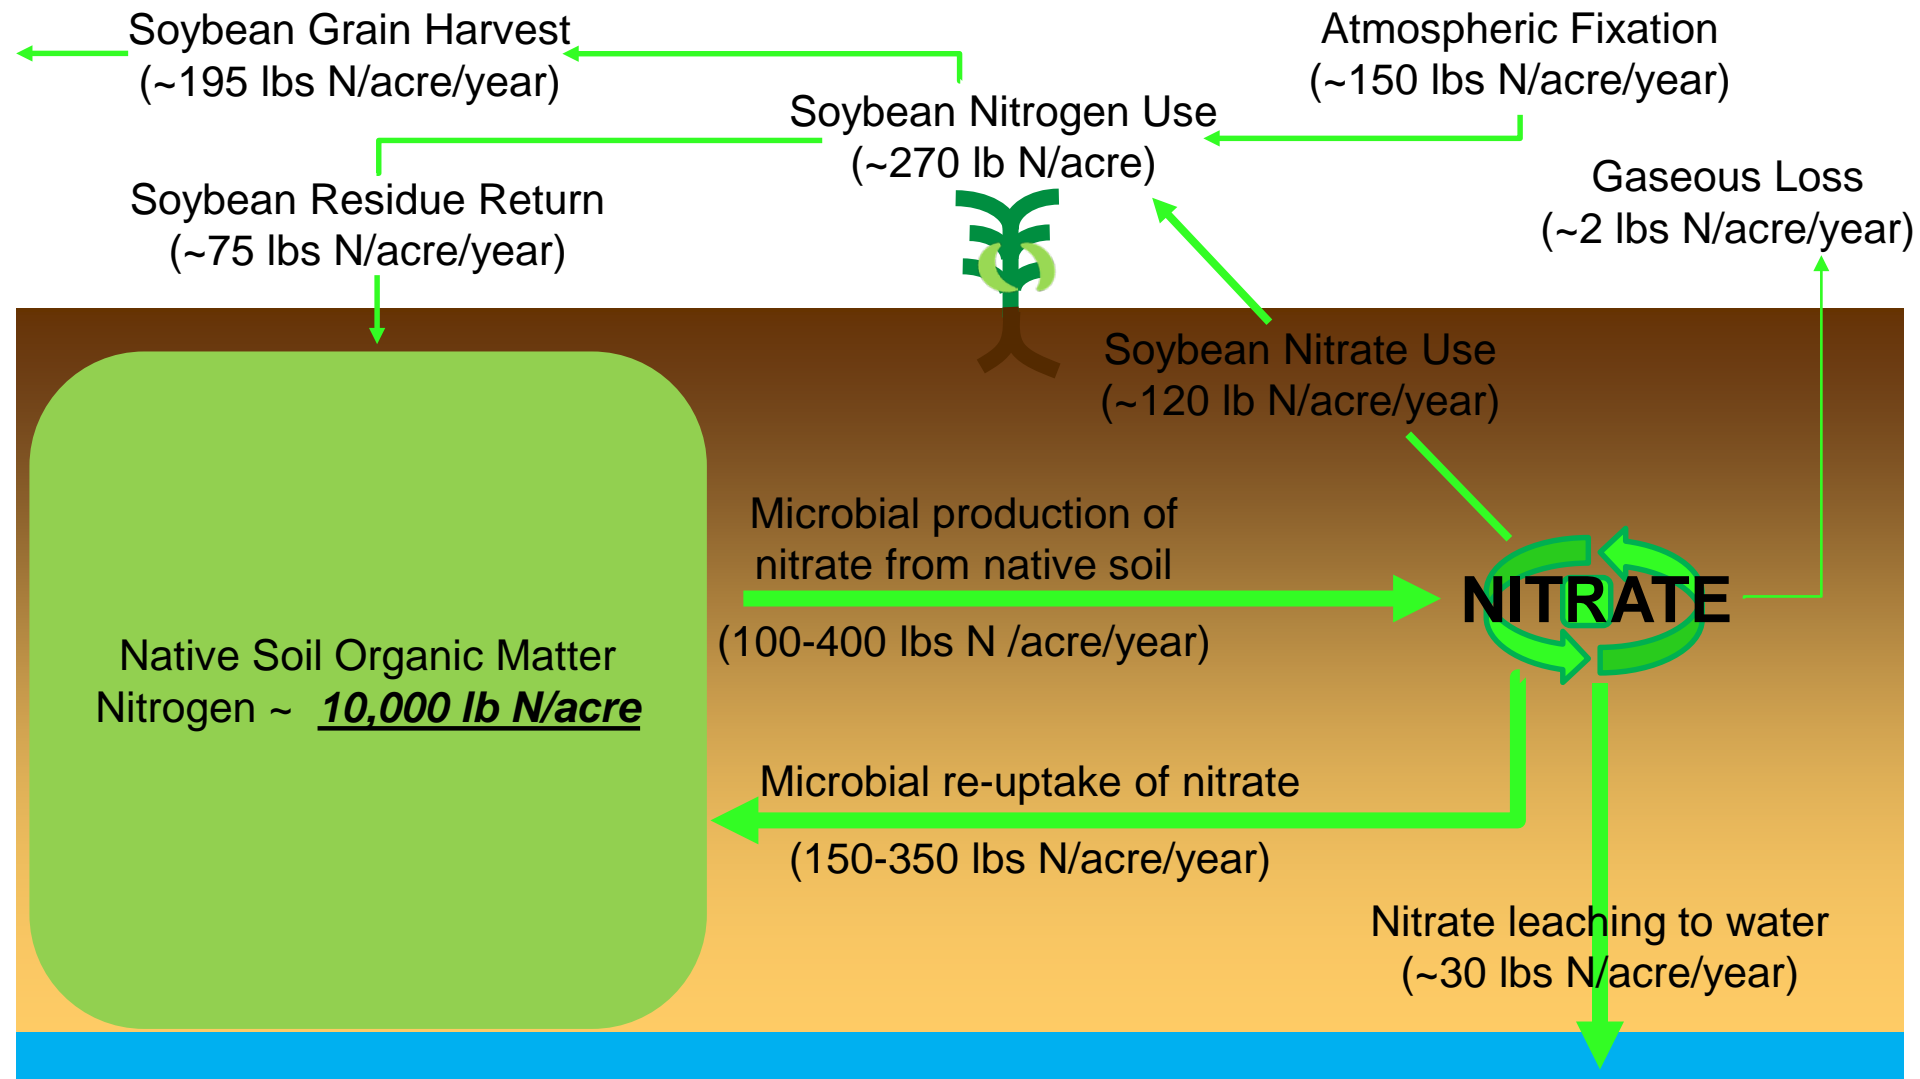 Soybean Grain Harvest
(~195 lbs N/acre/year)
Atmospheric Fixation
(~150 lbs N/acre/year)
Soybean Nitrogen Use
(~270 lb N/acre)
Gaseous Loss
(~2 lbs N/acre/year)
Soybean Residue Return
(~75 lbs N/acre/year)
Soybean Nitrate Use
(~120 lb N/acre/year)
Microbial production of
nitrate from native soil
(100-400 lbs N /acre/year)
NITRATE
Native Soil Organic Matter
Nitrogen ~ 10,000 lb N/acre
Microbial re-uptake of nitrate
(150-350 lbs N/acre/year)
Nitrate leaching to water
(~30 lbs N/acre/year)